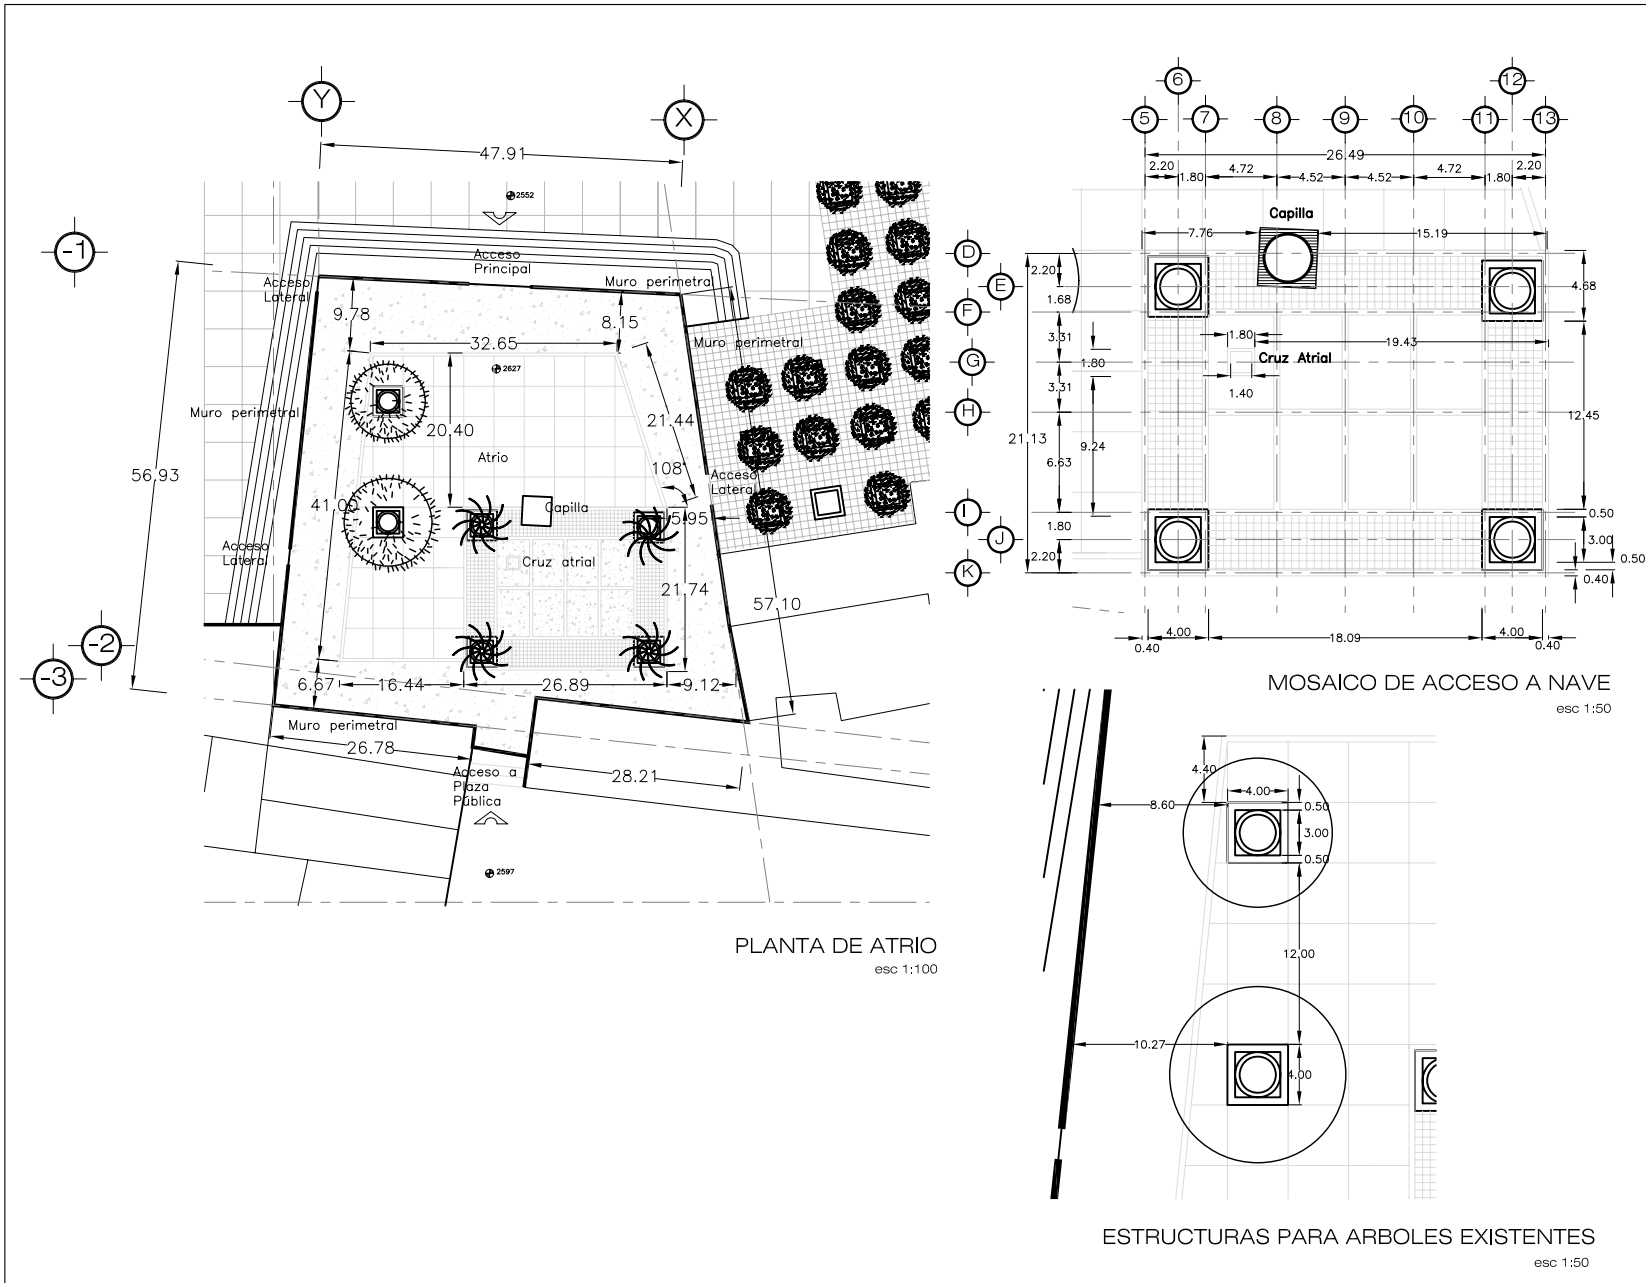 Y
X
47.91
-1
2552
Acceso
Principal
Acceso
Lateral
Muro perimetral
9.78
8.15
Muro perimetral
32.65
2627
Muro perimetral
20.40
21.44
Atrio
56.93
108°
Acceso
Lateral
41.00
Capilla
5.95
Acceso
Lateral
Cruz atrial
21.74
57.10
-2
-3
6.67
16.44
26.89
9.12
Muro perimetral
26.78
28.21
Acceso a
Plaza
Pública
2597
PLANTA DE ATRIO
esc 1:100
6
12
5
7
8
9
10
11
13
26.49
2.20
1.80
4.72
4.52
4.52
4.72
1.80
2.20
Capilla
7.76
15.19
D
2.20
E
4.68
1.68
F
3.31
1.80
19.43
G
1.80
Cruz Atrial
3.31
1.40
H
12.45
21.13
9.24
6.63
I
0.50
1.80
J
3.00
2.20
0.50
K
0.40
4.00
18.09
4.00
0.40
0.40
MOSAICO DE ACCESO A NAVE
esc 1:50
4.40
4.00
8.60
0.50
3.00
0.50
12.00
10.27
4.00
ESTRUCTURAS PARA ARBOLES EXISTENTES
esc 1:50